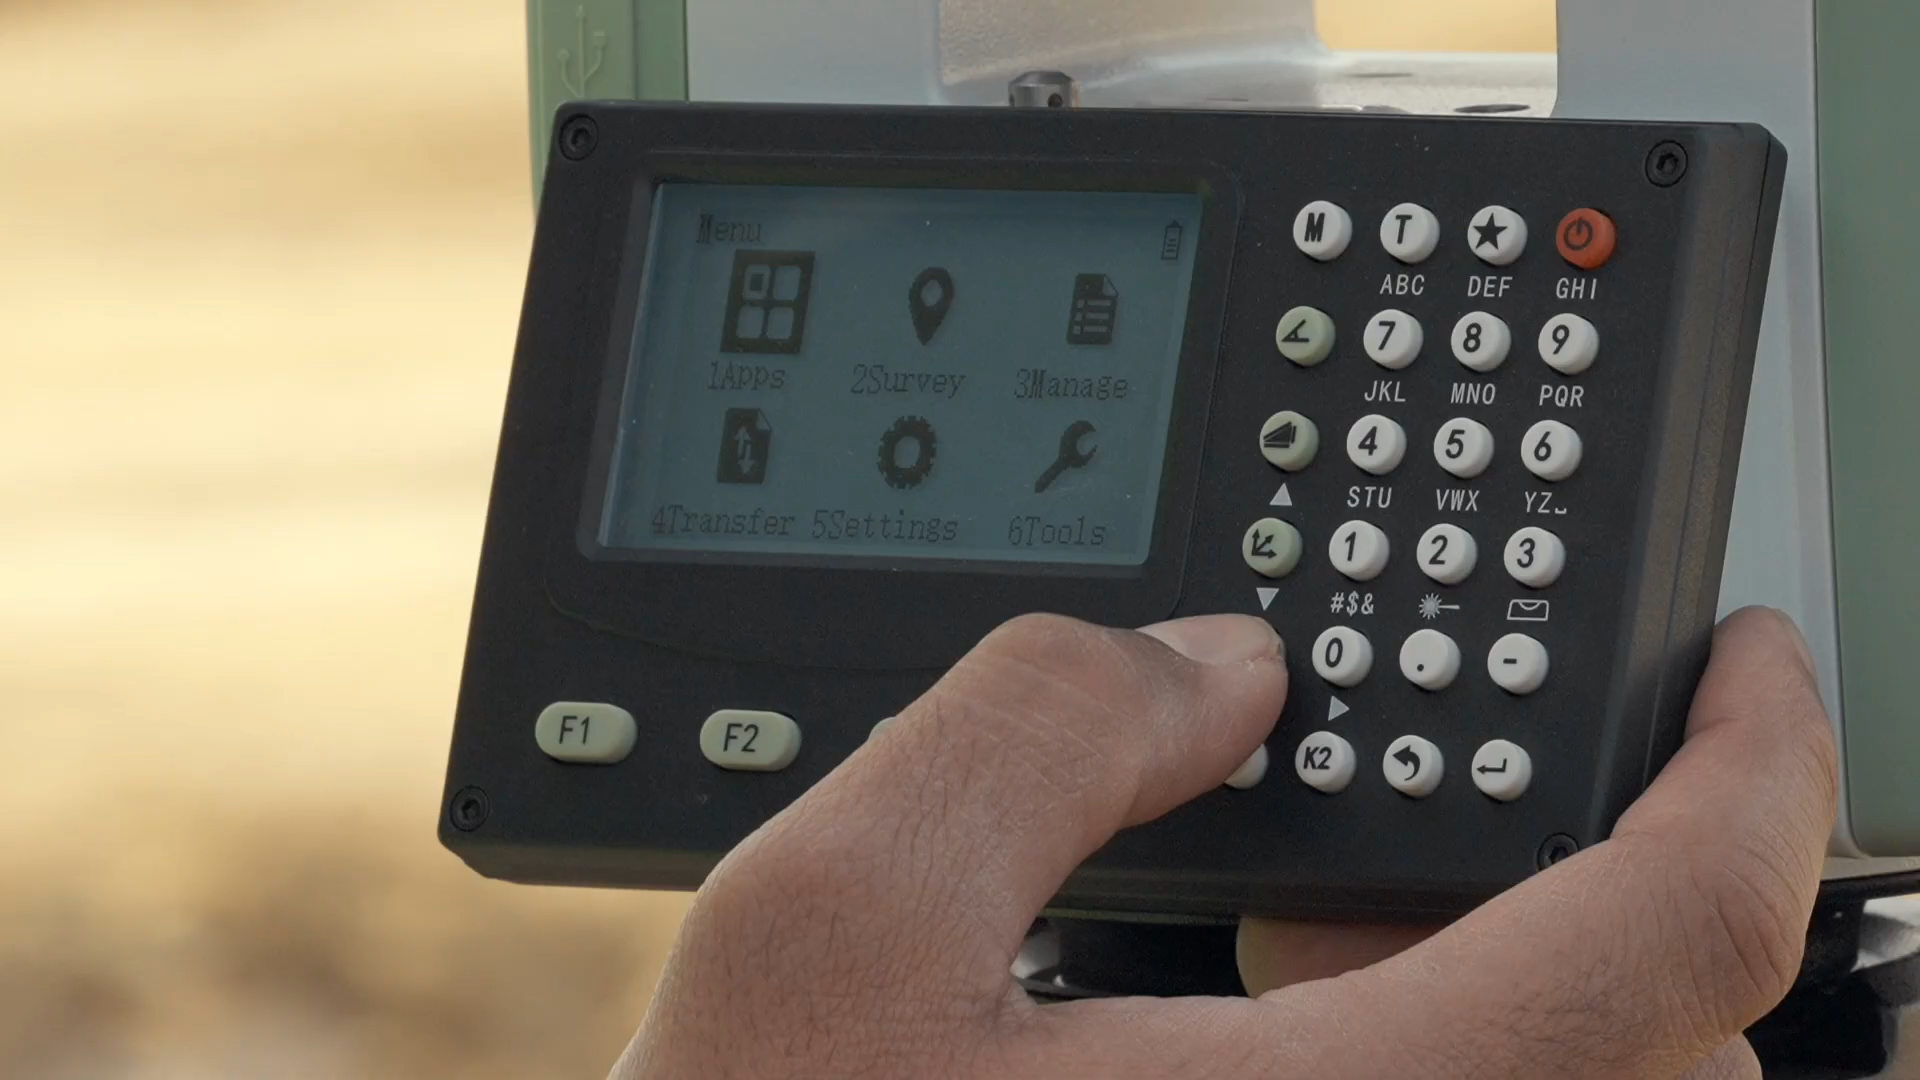 Menu
1Apps 2Survey 3Manage
4Transfer 5Settings 6Tools
M T ★
ABC DEF GHI
7 8 9
JKL MNO PQR
4 5 6
STU VWX YZ⎵
1 2 3
#$&
0 . -
F1 F2
K2